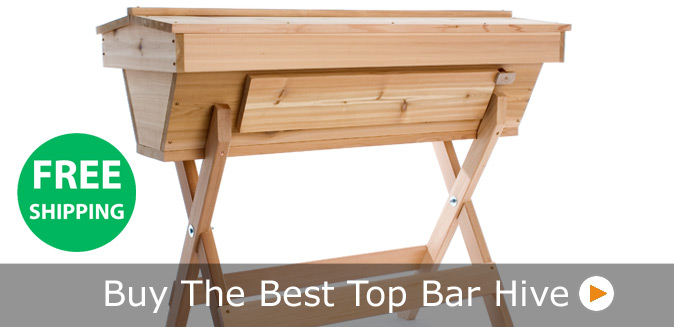 FREE
SHIPPING
Buy The Best Top Bar Hive